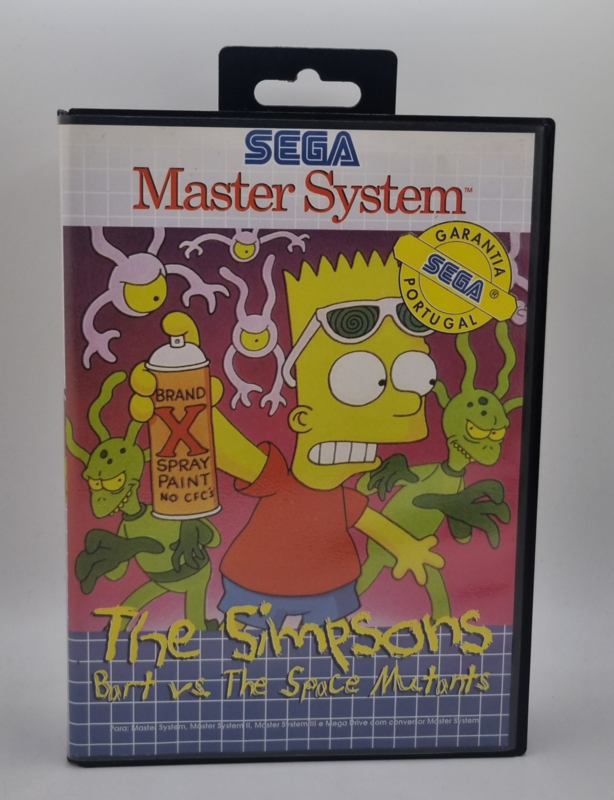 SEGA
Master System™
GARANTIA
SEGA®
PORTUGAL
BRAND
X
SPRAY
PAINT
NO CFC'S
The Simpsons
Bart vs. The Space Mutants
Para: Master System, Master System II, Master System III e Mega Drive com conversor Master System